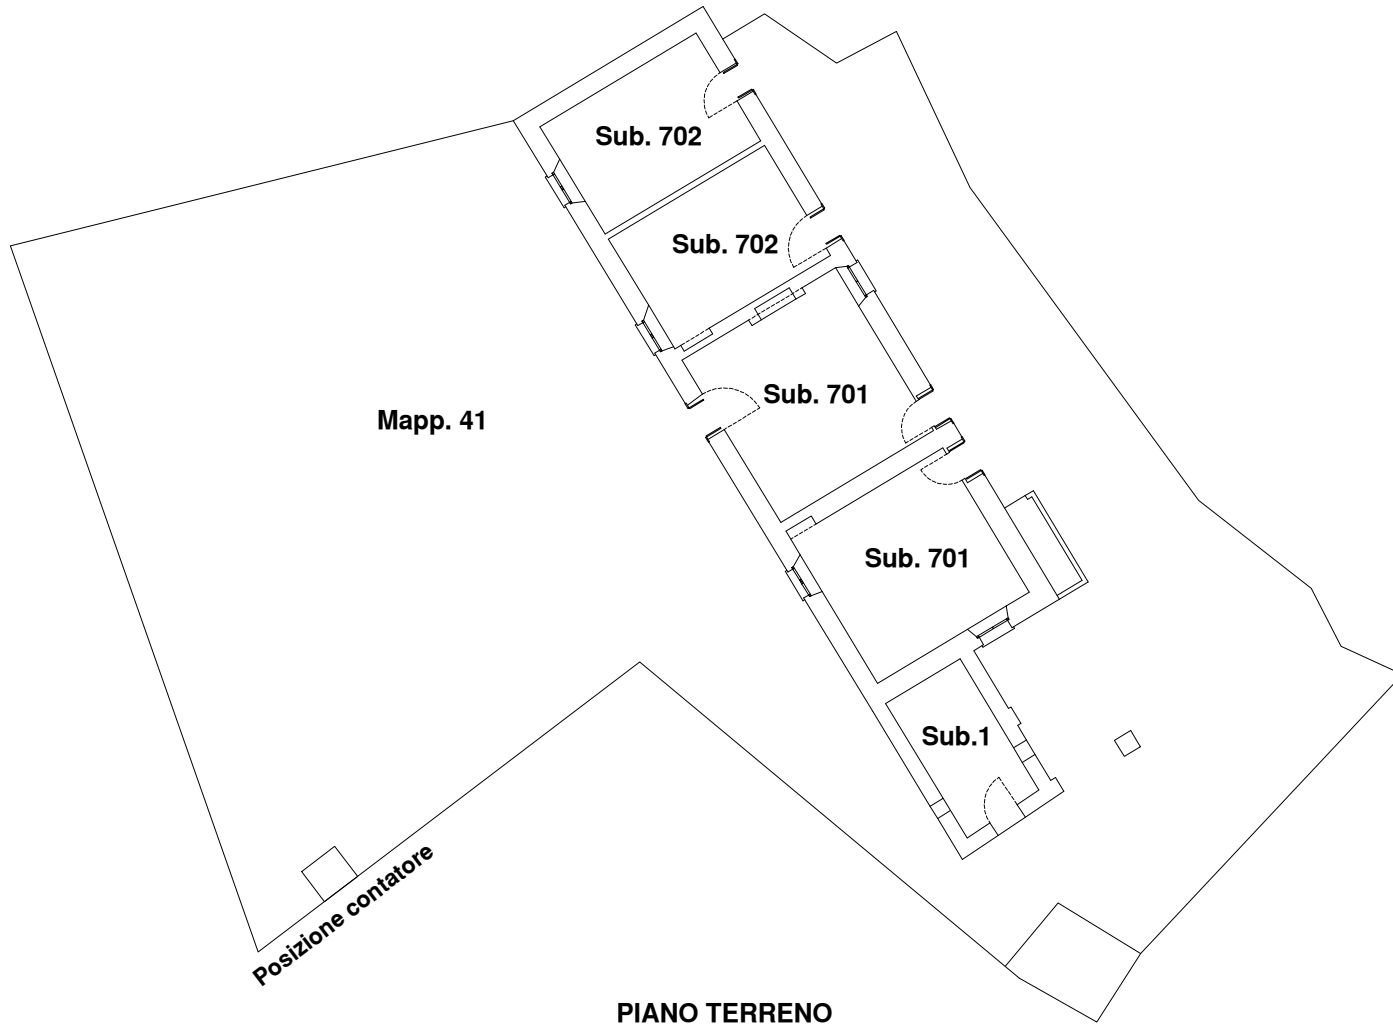 Sub. 702
Sub. 702
Sub. 701
Mapp. 41
Sub. 701
Sub.1
Posizione contatore
PIANO TERRENO